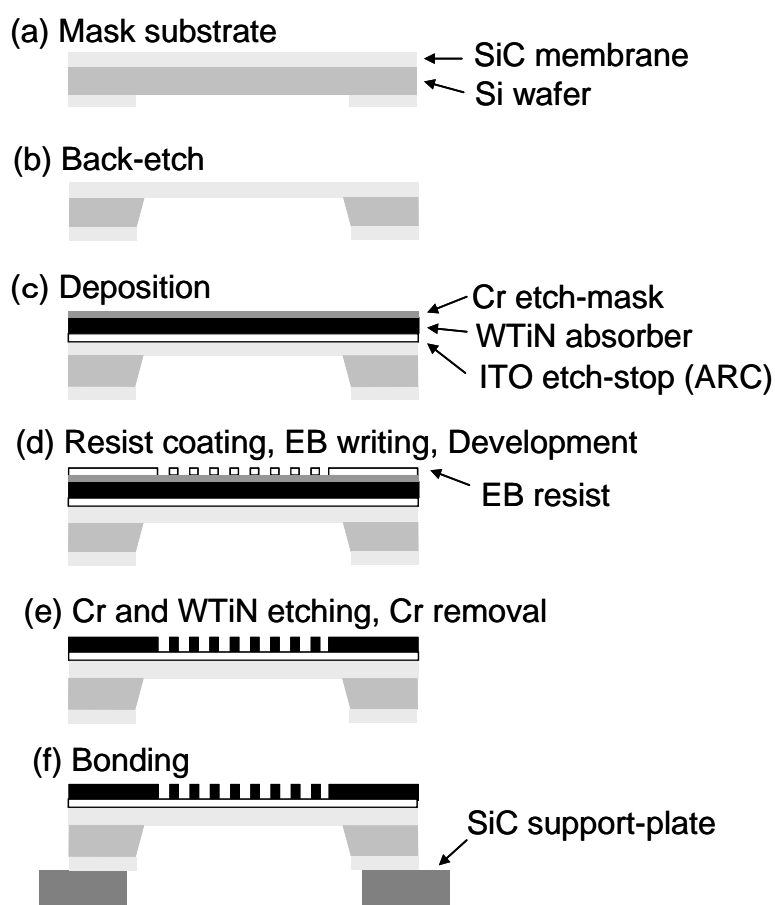 (a) Mask substrate
SiC membrane
Si wafer
(b) Back-etch
(c) Deposition
Cr etch-mask
WTiN absorber
ITO etch-stop (ARC)
(d) Resist coating, EB writing, Development
EB resist
(e) Cr and WTiN etching, Cr removal
(f) Bonding
SiC support-plate